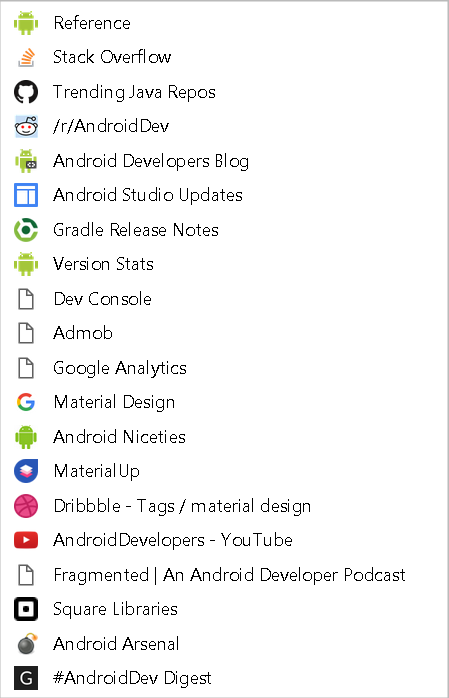 Reference
Stack Overflow
Trending Java Repos
/r/AndroidDev
Android Developers Blog
Android Studio Updates
Gradle Release Notes
Version Stats
Dev Console
Admob
Google Analytics
Material Design
Android Niceties
MaterialUp
Dribbble - Tags / material design
AndroidDevelopers - YouTube
Fragmented | An Android Developer Podcast
Square Libraries
Android Arsenal
G #AndroidDev Digest